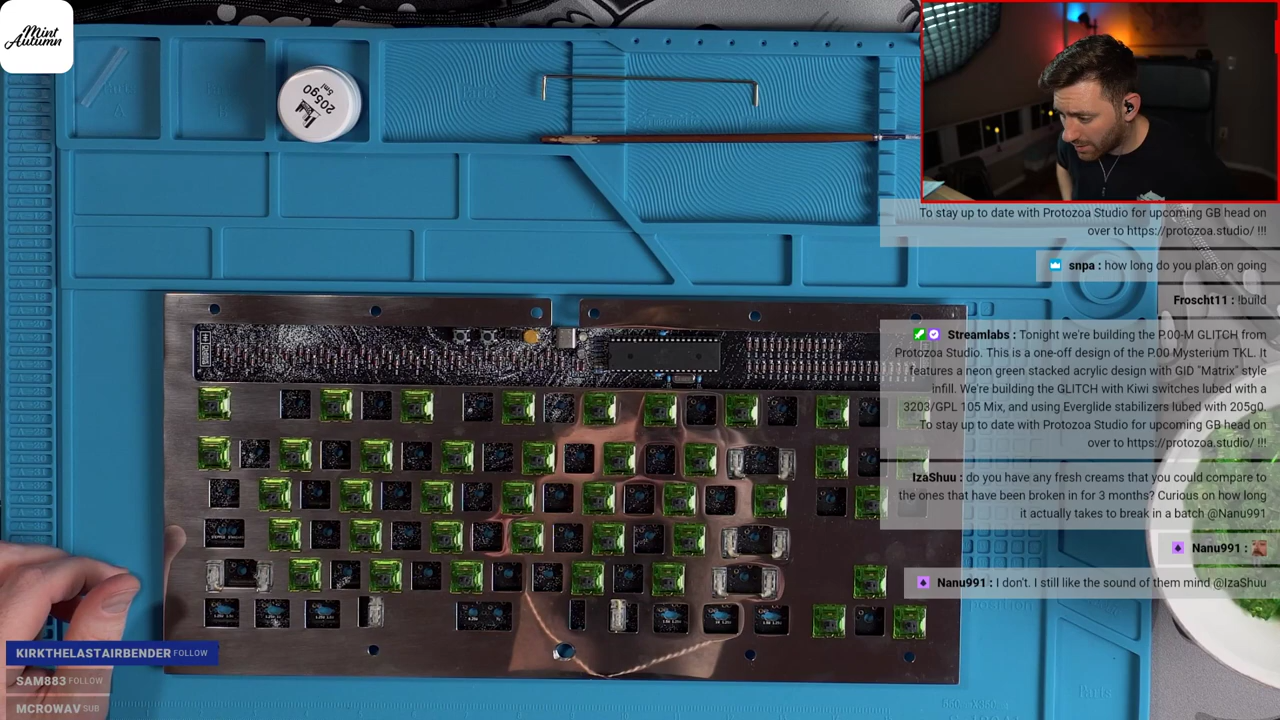 Mint
Autumn
205g0
5ml
To stay up to date with Protozoa Studio for upcoming GB head on
over to https://protozoa.studio/ !!!
snpa : how long do you plan on going
Froscht11 : !build
Streamlabs : Tonight we're building the P.00-M GLITCH from
Protozoa Studio. This is a one-off design of the P.00 Mysterium TKL. It
features a neon green stacked acrylic design with GID "Matrix" style
infill. We're building the GLITCH with Kiwi switches lubed with a
3203/GPL 105 Mix, and using Everglide stabilizers lubed with 205g0.
To stay up to date with Protozoa Studio for upcoming GB head on
over to https://protozoa.studio/ !!!
IzaShuu : do you have any fresh creams that you could compare to
the ones that have been broken in for 3 months? Curious on how long
it actually takes to break in a batch @Nanu991
Nanu991 :
Nanu991 : I don't. I still like the sound of them mind @IzaShuu
KIRKTHELASTAIRBENDER FOLLOW
SAM883 FOLLOW
MCROWAV SUB
Parts